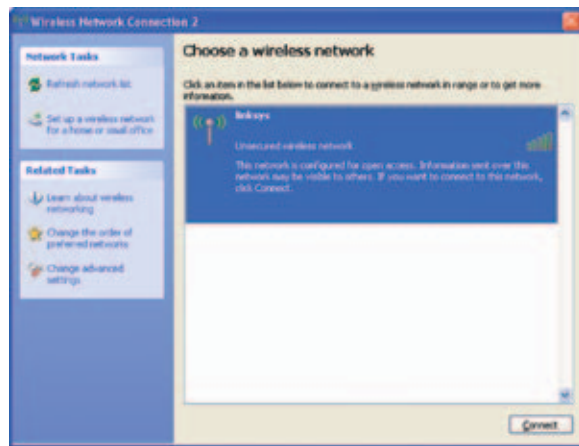 Wireless Network Connection 2
Network Tasks
Refresh network list
Set up a wireless network
for a home or small office
Related Tasks
Learn about wireless
networking
Change the order of
preferred networks
Change advanced
settings
Choose a wireless network
Click an item in the list below to connect to a wireless network in range or to get more
information.
linksys
Unsecured wireless network
This network is configured for open access. Information sent over this
network may be visible to others. If you want to connect to this network,
click Connect.
Connect